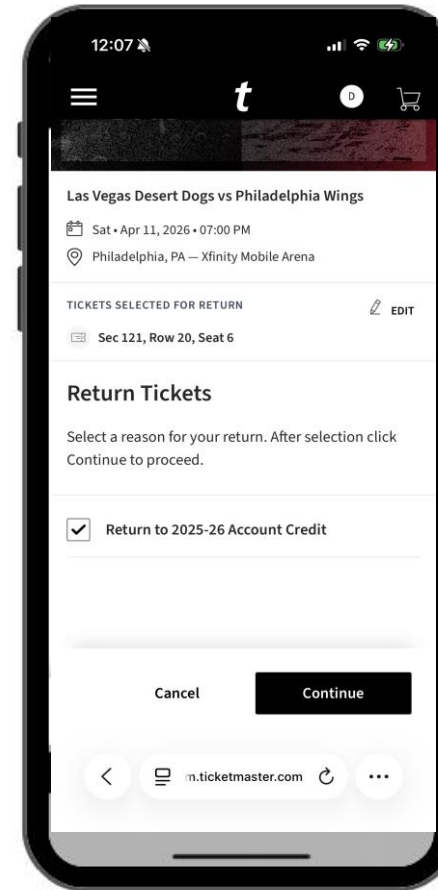 12:07
t
D
Las Vegas Desert Dogs vs Philadelphia Wings
Sat • Apr 11, 2026 • 07:00 PM
Philadelphia, PA — Xfinity Mobile Arena
TICKETS SELECTED FOR RETURN
EDIT
Sec 121, Row 20, Seat 6
Return Tickets
Select a reason for your return. After selection click
Continue to proceed.
Return to 2025-26 Account Credit
Cancel
Continue
m.ticketmaster.com